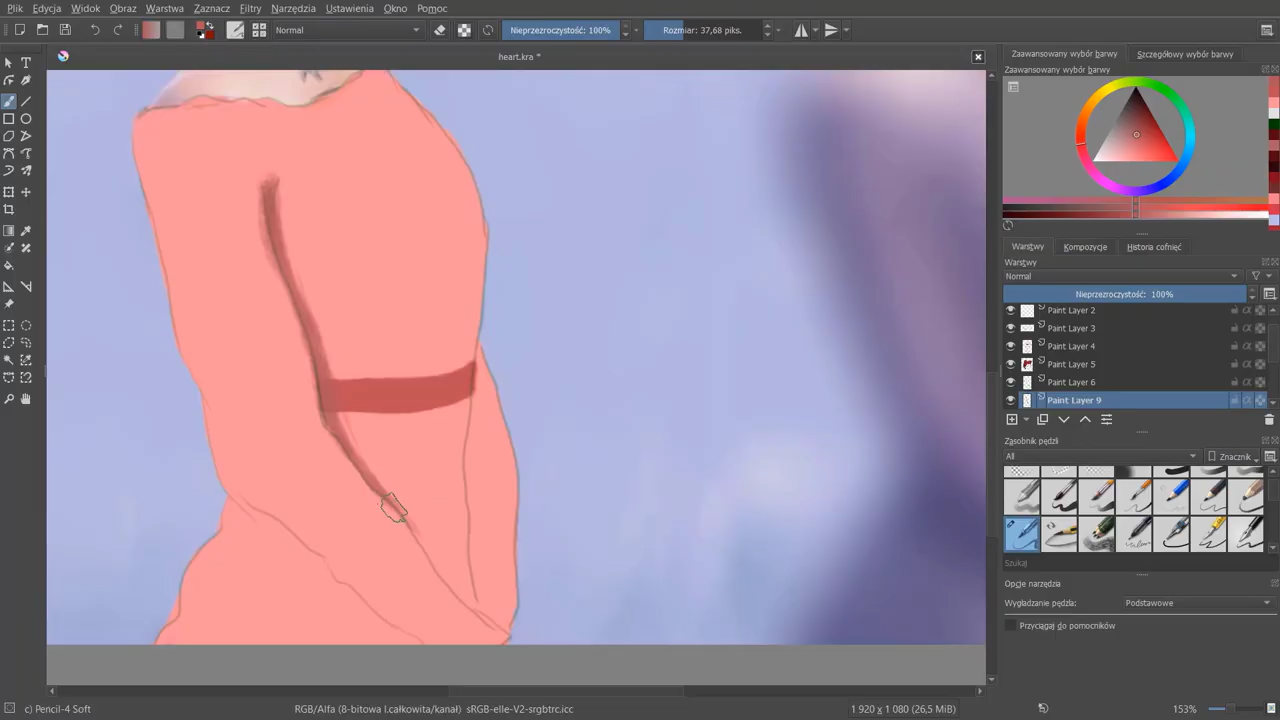 Plik Edycja Widok Obraz Warstwa Zaznacz Filtry Narzędzia Ustawienia Okno Pomoc
Normal Nieprzezroczystość: 100% Rozmiar: 37,68 piks.
heart.kra *
Zaawansowany wybór barwy Szczegółowy wybór barwy
Zaawansowany wybór barwy
Warstwy Kompozycje Historia cofnięć
Warstwy
Normal
Nieprzezroczystość: 100%
Paint Layer 2
Paint Layer 3
Paint Layer 4
Paint Layer 5
Paint Layer 6
Paint Layer 9
Zasobnik pędzli
All Znacznik
Szukaj
Opcje narzędzia
Wygładzanie pędzla: Podstawowe
Przyciągaj do pomocników
c) Pencil-4 Soft RGB/Alfa (8-bitowa l.całkowita/kanał) sRGB-elle-V2-srgbtrc.icc 1 920 x 1 080 (26,5 MiB) 153%